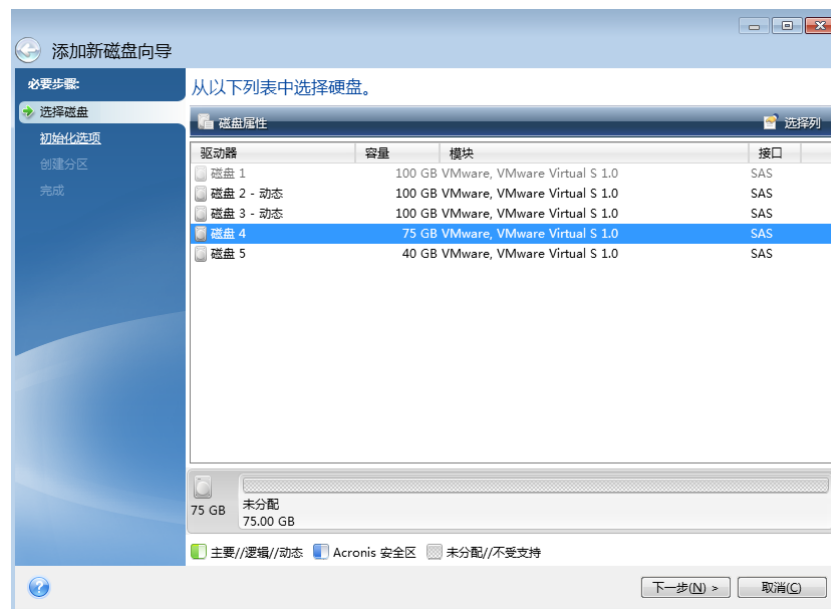 添加新磁盘向导
必要步骤:
选择磁盘
初始化选项
创建分区
完成
从以下列表中选择硬盘。
磁盘属性 选择列
驱动器 容量 模块 接口
磁盘 1 100 GB VMware, VMware Virtual S 1.0 SAS
磁盘 2 - 动态 100 GB VMware, VMware Virtual S 1.0 SAS
磁盘 3 - 动态 100 GB VMware, VMware Virtual S 1.0 SAS
磁盘 4 75 GB VMware, VMware Virtual S 1.0 SAS
磁盘 5 40 GB VMware, VMware Virtual S 1.0 SAS
75 GB
未分配
75.00 GB
主要//逻辑//动态 Acronis 安全区 未分配//不受支持
下一步(N) > 取消(C)